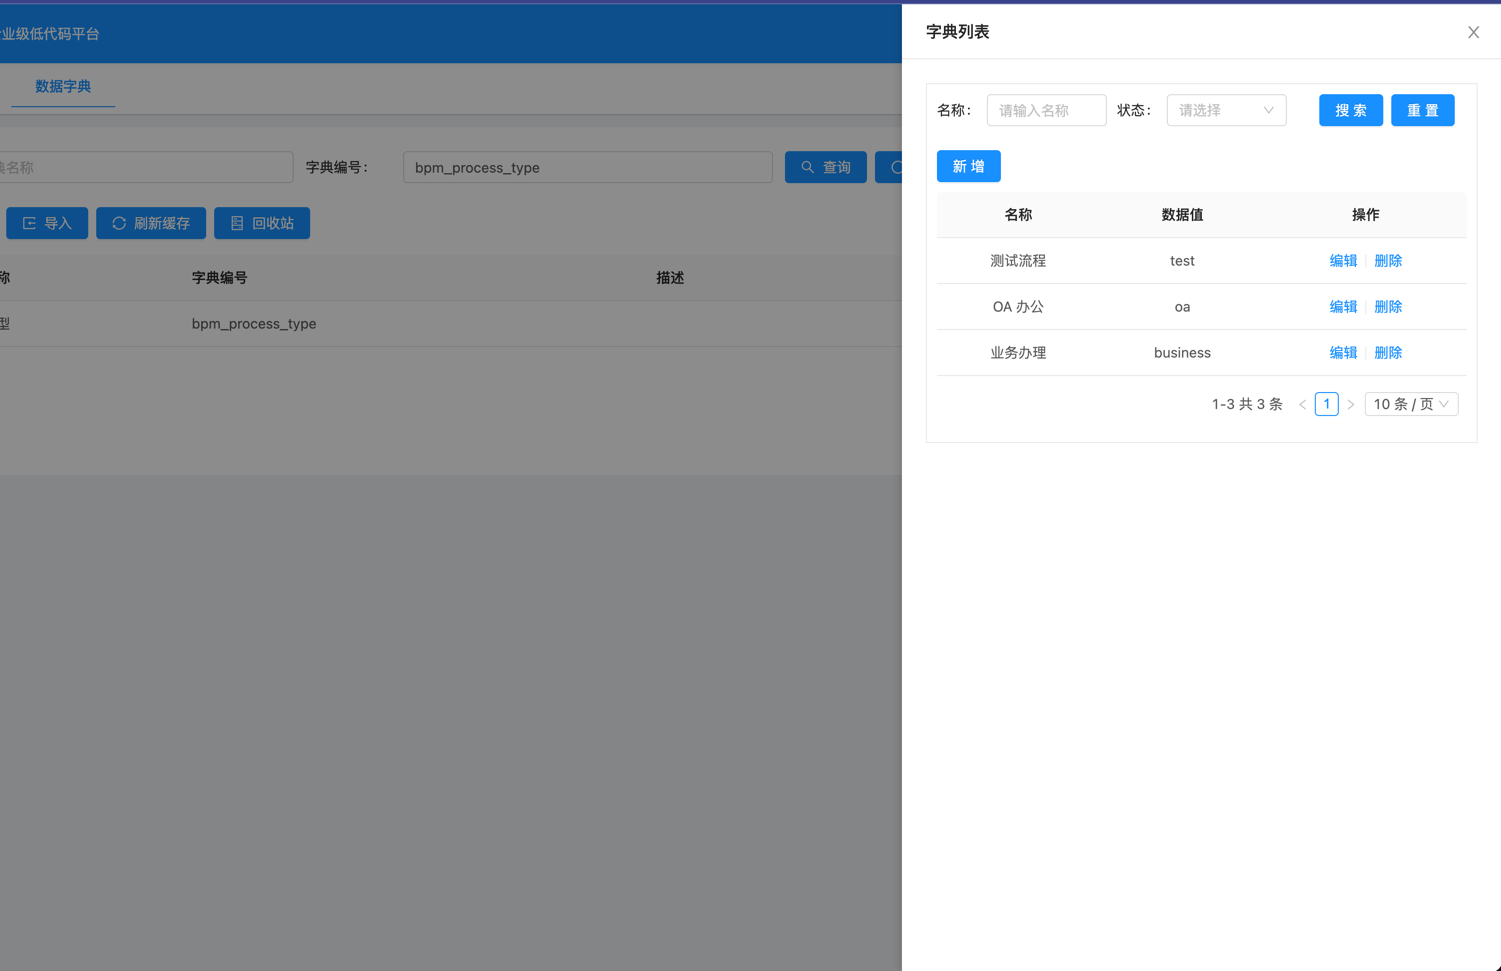 业级低代码平台
数据字典
典名称
字典编号：
bpm_process_type
查询
导入
刷新缓存
回收站
称
字典编号
描述
型
bpm_process_type
字典列表
名称：
请输入名称
状态：
请选择
搜 索
重 置
新 增
名称
数据值
操作
测试流程
test
编辑
删除
OA 办公
oa
编辑
删除
业务办理
business
编辑
删除
1-3 共 3 条
1
10 条 / 页